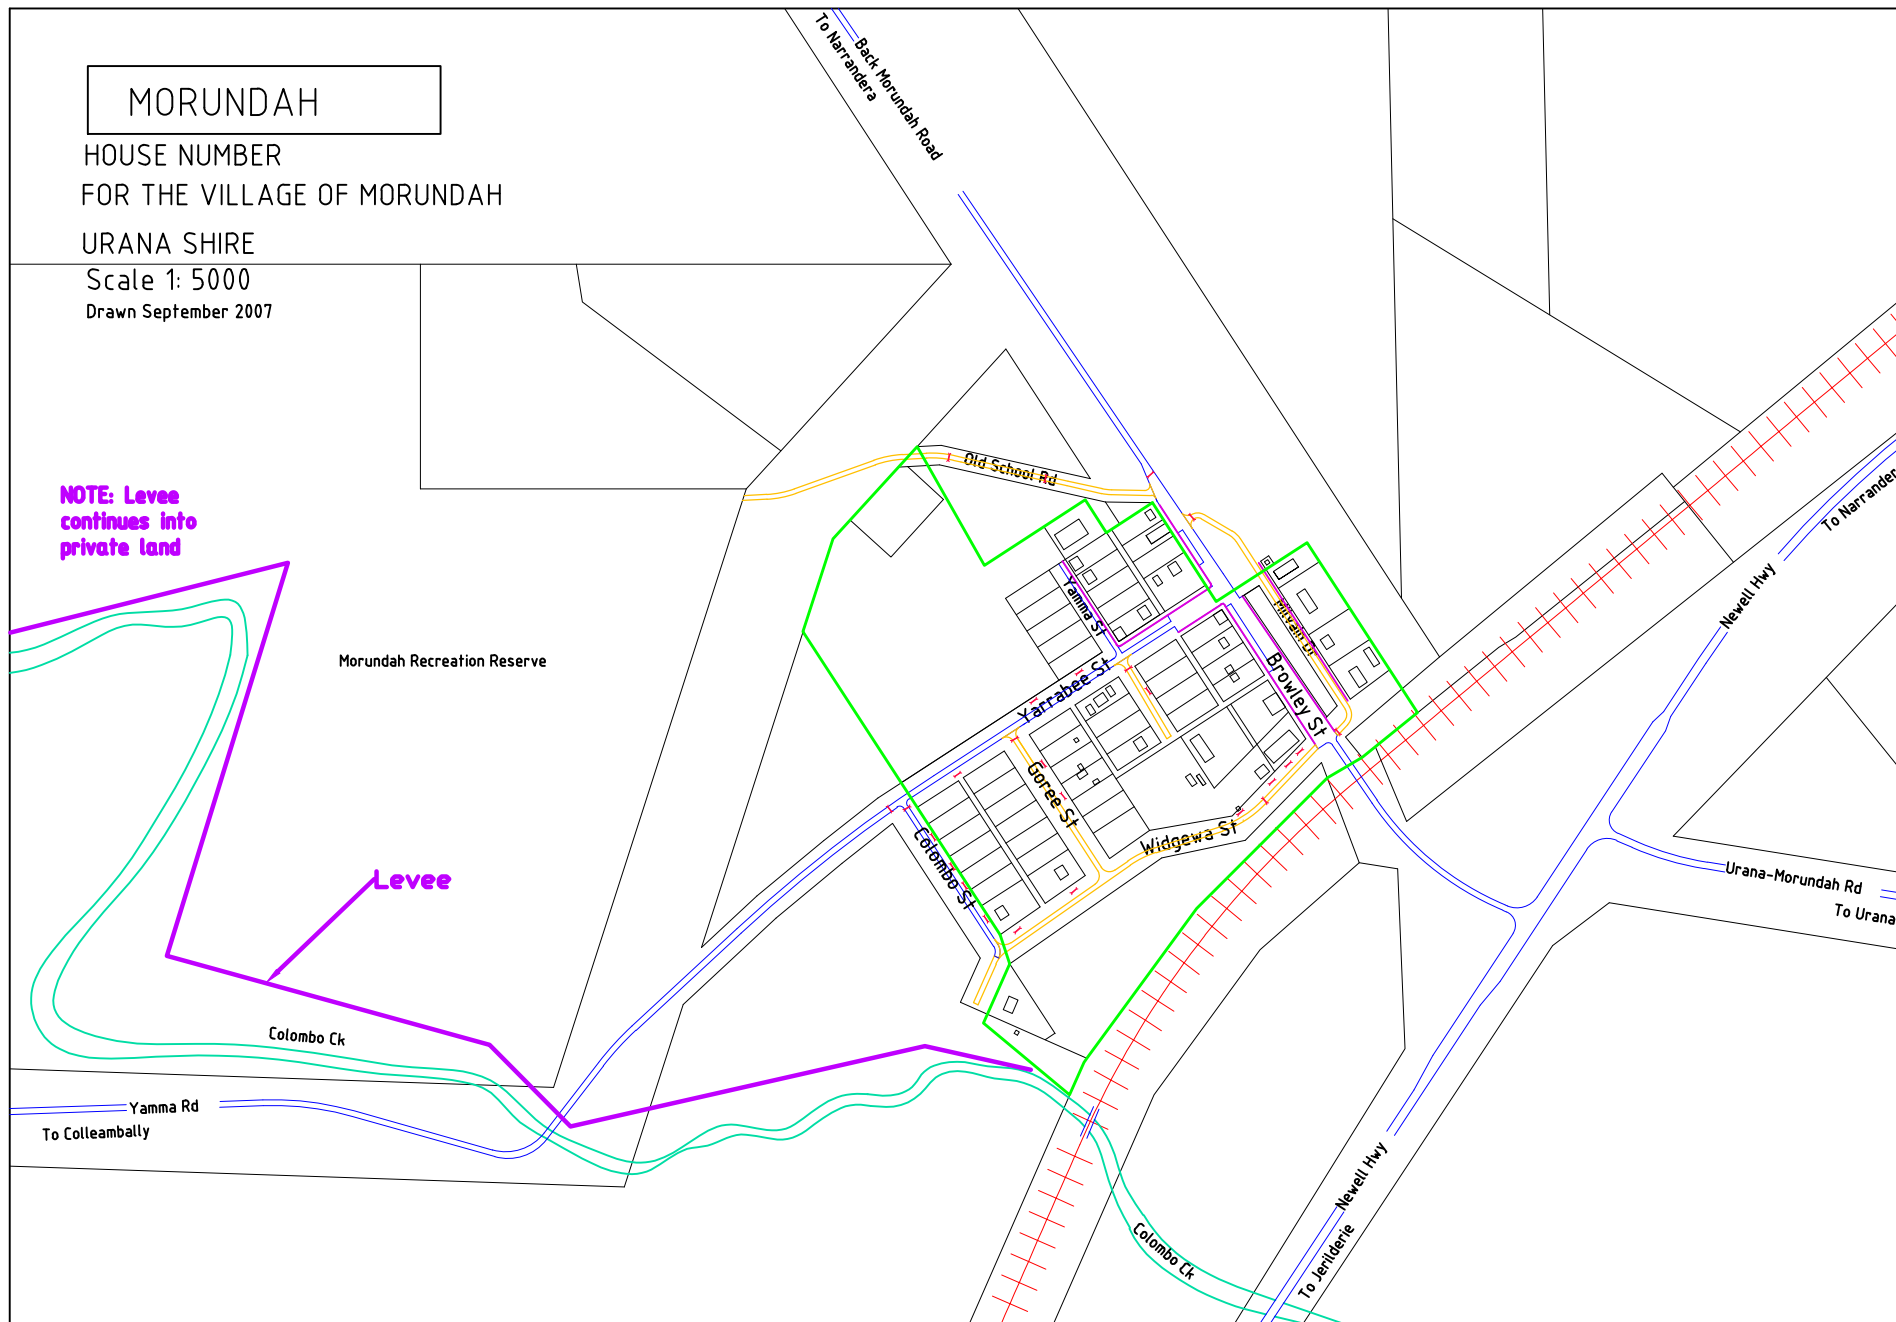 MORUNDAH
HOUSE NUMBER
FOR THE VILLAGE OF MORUNDAH
URANA SHIRE
Scale 1: 5000
Drawn September 2007
To Narrandera
Back Morundah Road
NOTE: Levee
continues into
private land
Morundah Recreation Reserve
Old School Rd
Yamma St
Yarrabee St
Browley St
Goree St
Colombo St
Widgewa St
Newell Hwy
Urana-Morundah Rd
To Urana
Levee
Colombo Ck
Yamma Rd
To Colleambally
Newell Hwy
To Jerilderie
Colombo Ck